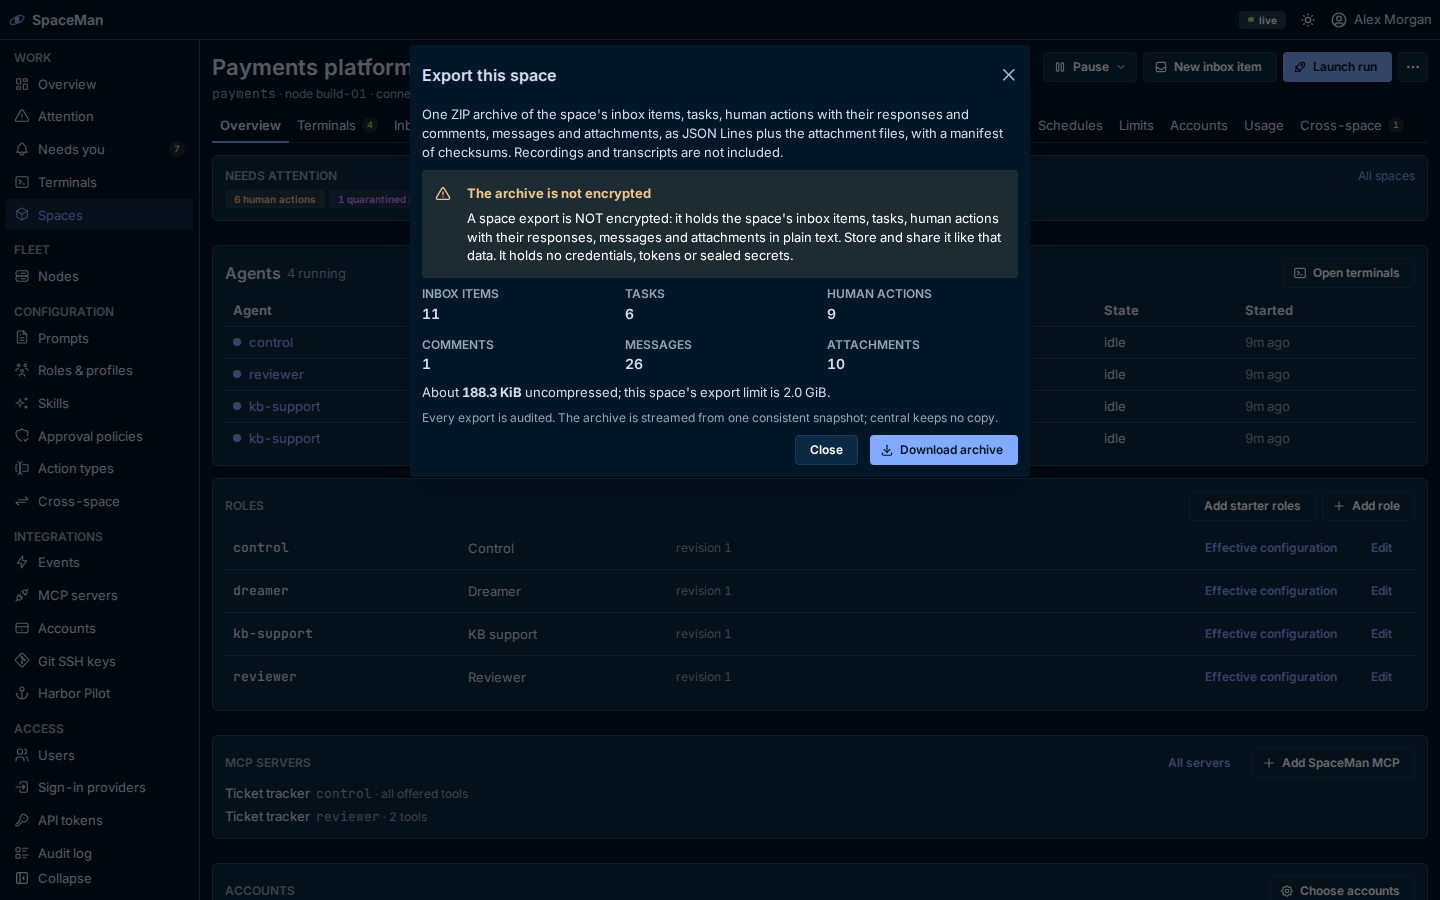 SpaceMan
live
Alex Morgan
WORK
Overview
Attention
Needs you 7
Terminals
Spaces
FLEET
Nodes
CONFIGURATION
Prompts
Roles & profiles
Skills
Approval policies
Action types
Cross-space
INTEGRATIONS
Events
MCP servers
Accounts
Git SSH keys
Harbor Pilot
ACCESS
Users
Sign-in providers
API tokens
Audit log
Collapse
Payments platform
Pause
New inbox item
Launch run
payments · node build-01 ·
Overview Terminals 4 Schedules Limits Accounts Usage Cross-space 1
NEEDS ATTENTION
All spaces
6 human actions 1 quarantined
Agents 4 running
Open terminals
Agent State Started
control idle 9m ago
reviewer idle 9m ago
kb-support idle 9m ago
kb-support idle 9m ago
Export this space
One ZIP archive of the space's inbox items, tasks, human actions with their responses and
comments, messages and attachments, as JSON Lines plus the attachment files, with a manifest
of checksums. Recordings and transcripts are not included.
The archive is not encrypted
A space export is NOT encrypted: it holds the space's inbox items, tasks, human actions
with their responses, messages and attachments in plain text. Store and share it like that
data. It holds no credentials, tokens or sealed secrets.
INBOX ITEMS TASKS HUMAN ACTIONS
11 6 9
COMMENTS MESSAGES ATTACHMENTS
1 26 10
About 188.3 KiB uncompressed; this space's export limit is 2.0 GiB.
Every export is audited. The archive is streamed from one consistent snapshot; central keeps no copy.
Close
Download archive
ROLES
Add starter roles
Add role
control Control revision 1 Effective configuration Edit
dreamer Dreamer revision 1 Effective configuration Edit
kb-support KB support revision 1 Effective configuration Edit
reviewer Reviewer revision 1 Effective configuration Edit
MCP SERVERS
All servers
Add SpaceMan MCP
Ticket tracker control · all offered tools
Ticket tracker reviewer · 2 tools
ACCOUNTS
Choose accounts